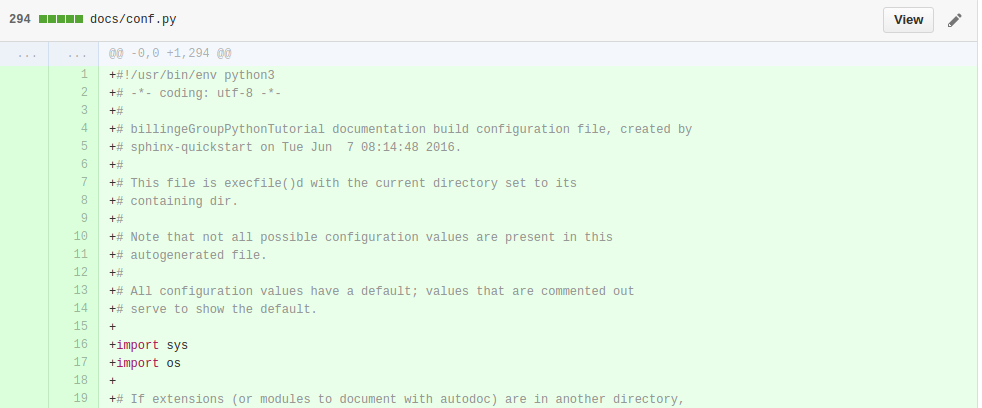 294 docs/conf.py View
... ... @@ -0,0 +1,294 @@
1 +#!/usr/bin/env python3
2 +# -*- coding: utf-8 -*-
3 +#
4 +# billingeGroupPythonTutorial documentation build configuration file, created by
5 +# sphinx-quickstart on Tue Jun  7 08:14:48 2016.
6 +#
7 +# This file is execfile()d with the current directory set to its
8 +# containing dir.
9 +#
10 +# Note that not all possible configuration values are present in this
11 +# autogenerated file.
12 +#
13 +# All configuration values have a default; values that are commented out
14 +# serve to show the default.
15 +
16 +import sys
17 +import os
18 +
19 +# If extensions (or modules to document with autodoc) are in another directory,